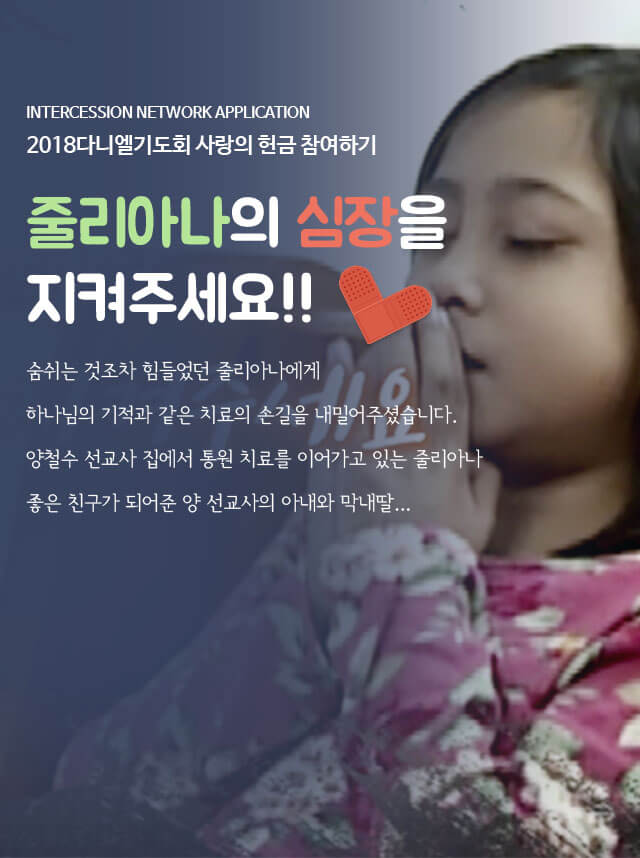 INTERCESSION NETWORK APPLICATION
2018다니엘기도회 사랑의 헌금 참여하기
줄리아나의 심장을
지켜주세요!!
숨쉬는 것조차 힘들었던 줄리아나에게
하나님의 기적과 같은 치료의 손길을 내밀어주셨습니다.
양철수 선교사 집에서 통원 치료를 이어가고 있는 줄리아나
좋은 친구가 되어준 양 선교사의 아내와 막내딸...